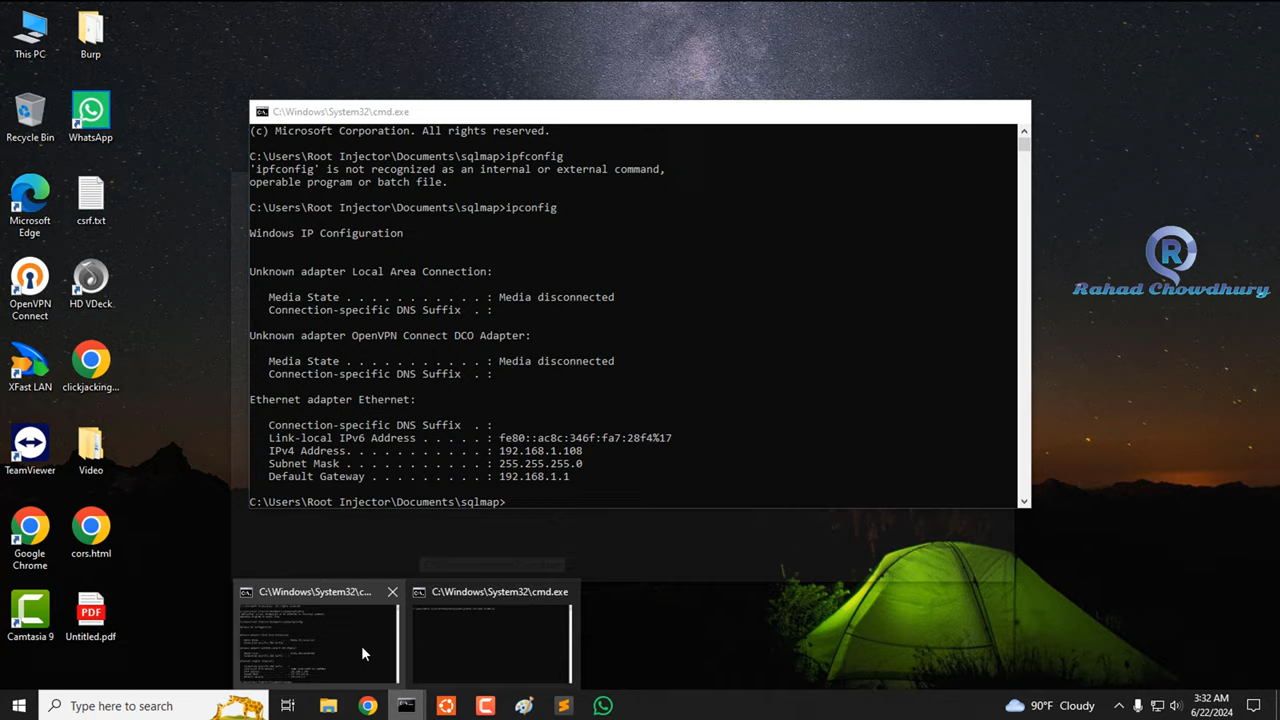 This PC
Burp
Recycle Bin
WhatsApp
Microsoft
Edge
csrf.txt
OpenVPN
Connect
HD VDeck
XFast LAN
clickjacking...
TeamViewer
Video
Google
Chrome
cors.html
Camtasia 9
Untitled.pdf
C:\Windows\System32\cmd.exe
(c) Microsoft Corporation. All rights reserved.
C:\Users\Root Injector\Documents\sqlmap>ipfconfig
'ipfconfig' is not recognized as an internal or external command,
operable program or batch file.
C:\Users\Root Injector\Documents\sqlmap>ipconfig
Windows IP Configuration
Unknown adapter Local Area Connection:
Media State . . . . . . . . . . . : Media disconnected
Connection-specific DNS Suffix  . :
Unknown adapter OpenVPN Connect DCO Adapter:
Media State . . . . . . . . . . . : Media disconnected
Connection-specific DNS Suffix  . :
Ethernet adapter Ethernet:
Connection-specific DNS Suffix  . :
Link-local IPv6 Address . . . . . : fe80::ac8c:346f:fa7:28f4%17
IPv4 Address. . . . . . . . . . . : 192.168.1.108
Subnet Mask . . . . . . . . . . . : 255.255.255.0
Default Gateway . . . . . . . . . : 192.168.1.1
C:\Users\Root Injector\Documents\sqlmap>
R
Rahad Chowdhury
C:\Windows\System32\c...
C:\Windows\System32\cmd.exe
Type here to search
90°F Cloudy
3:32 AM
6/22/2024